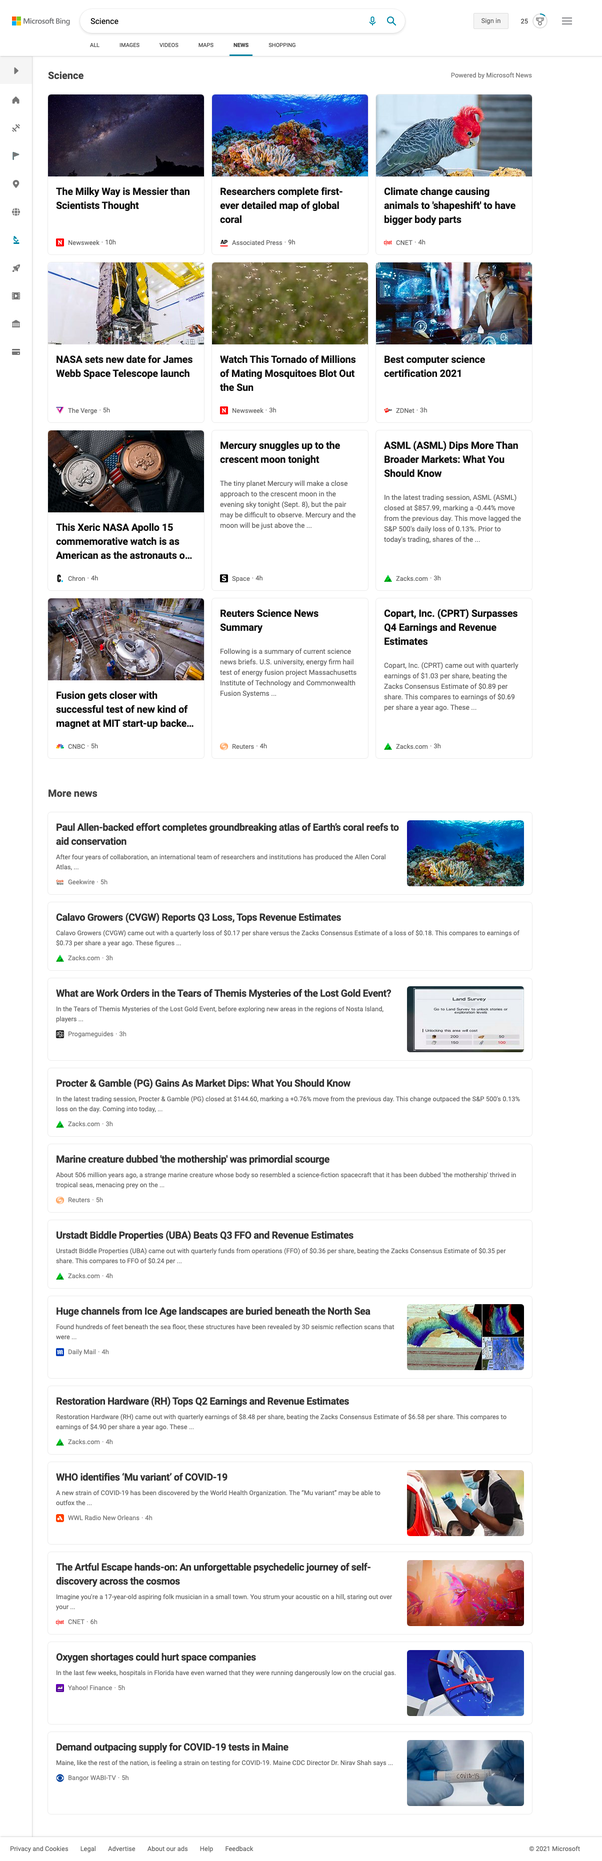 Microsoft Bing
Science
Sign in
25
ALL
IMAGES
VIDEOS
MAPS
NEWS
SHOPPING
Science
Powered by Microsoft News
The Milky Way is Messier than
Scientists Thought
Newsweek · 10h
Researchers complete first-
ever detailed map of global
coral
AP
Associated Press · 9h
Climate change causing
animals to 'shapeshift' to have
bigger body parts
CNET · 4h
NASA sets new date for James
Webb Space Telescope launch
The Verge · 5h
Watch This Tornado of Millions
of Mating Mosquitoes Blot Out
the Sun
Newsweek · 3h
Best computer science
certification 2021
ZDNet · 3h
This Xeric NASA Apollo 15
commemorative watch is as
American as the astronauts o...
Chron · 4h
Mercury snuggles up to the
crescent moon tonight
The tiny planet Mercury will make a close
approach to the crescent moon in the
evening sky tonight (Sept. 8), but the pair
may be difficult to observe. Mercury and the
moon will be just above the ...
Space · 4h
ASML (ASML) Dips More Than
Broader Markets: What You
Should Know
In the latest trading session, ASML (ASML)
closed at $857.99, marking a -0.44% move
from the previous day. This move lagged the
S&P 500's daily loss of 0.13%. Prior to
today's trading, shares of the ...
Zacks.com · 3h
Fusion gets closer with
successful test of new kind of
magnet at MIT start-up backe...
CNBC · 5h
Reuters Science News
Summary
Following is a summary of current science
news briefs. U.S. university, energy firm hail
test of energy fusion project Massachusetts
Institute of Technology and Commonwealth
Fusion Systems ...
Reuters · 4h
Copart, Inc. (CPRT) Surpasses
Q4 Earnings and Revenue
Estimates
Copart, Inc. (CPRT) came out with quarterly
earnings of $1.03 per share, beating the
Zacks Consensus Estimate of $0.89 per
share. This compares to earnings of $0.69
per share a year ago. These ...
Zacks.com · 3h
More news
Paul Allen-backed effort completes groundbreaking atlas of Earth's coral reefs to
aid conservation
After four years of collaboration, an international team of researchers and institutions has produced the Allen Coral
Atlas, ...
Geekwire · 5h
Calavo Growers (CVGW) Reports Q3 Loss, Tops Revenue Estimates
Calavo Growers (CVGW) came out with a quarterly loss of $0.17 per share versus the Zacks Consensus Estimate of a loss of $0.18. This compares to earnings of
$0.73 per share a year ago. These figures ...
Zacks.com · 3h
What are Work Orders in the Tears of Themis Mysteries of the Lost Gold Event?
In the Tears of Themis Mysteries of the Lost Gold Event, before exploring new areas in the regions of Nosta Island,
players ...
Progameguides · 3h
Land Survey
Go to Land Survey to unlock stories or
exploration levels
Unlocking this area will cost
Procter & Gamble (PG) Gains As Market Dips: What You Should Know
In the latest trading session, Procter & Gamble (PG) closed at $144.60, marking a +0.76% move from the previous day. This change outpaced the S&P 500's 0.13%
loss on the day. Coming into today, ...
Zacks.com · 3h
Marine creature dubbed 'the mothership' was primordial scourge
About 506 million years ago, a strange marine creature whose body so resembled a science-fiction spacecraft that it has been dubbed 'the mothership' thrived in
tropical seas, menacing prey on the ...
Reuters · 5h
Urstadt Biddle Properties (UBA) Beats Q3 FFO and Revenue Estimates
Urstadt Biddle Properties (UBA) came out with quarterly funds from operations (FFO) of $0.36 per share, beating the Zacks Consensus Estimate of $0.35 per
share. This compares to FFO of $0.24 per ...
Zacks.com · 4h
Huge channels from Ice Age landscapes are buried beneath the North Sea
Found hundreds of feet beneath the sea floor, these structures have been revealed by 3D seismic reflection scans that
were ...
Daily Mail · 4h
Restoration Hardware (RH) Tops Q2 Earnings and Revenue Estimates
Restoration Hardware (RH) came out with quarterly earnings of $8.48 per share, beating the Zacks Consensus Estimate of $6.58 per share. This compares to
earnings of $4.90 per share a year ago. These ...
Zacks.com · 4h
WHO identifies 'Mu variant' of COVID-19
A new strain of COVID-19 has been discovered by the World Health Organization. The "Mu variant" may be able to
outfox the ...
WWL Radio New Orleans · 4h
The Artful Escape hands-on: An unforgettable psychedelic journey of self-
discovery across the cosmos
Imagine you're a 17-year-old aspiring folk musician in a small town. You strum your acoustic on a hill, staring out over
your ...
CNET · 6h
Oxygen shortages could hurt space companies
In the last few weeks, hospitals in Florida have even warned that they were running dangerously low on the crucial gas.
Yahoo! Finance · 5h
Demand outpacing supply for COVID-19 tests in Maine
Maine, like the rest of the nation, is feeling a strain on testing for COVID-19. Maine CDC Director Dr. Nirav Shah says ...
Bangor WABI-TV · 5h
COVID-19
Privacy and Cookies
Legal
Advertise
About our ads
Help
Feedback
© 2021 Microsoft